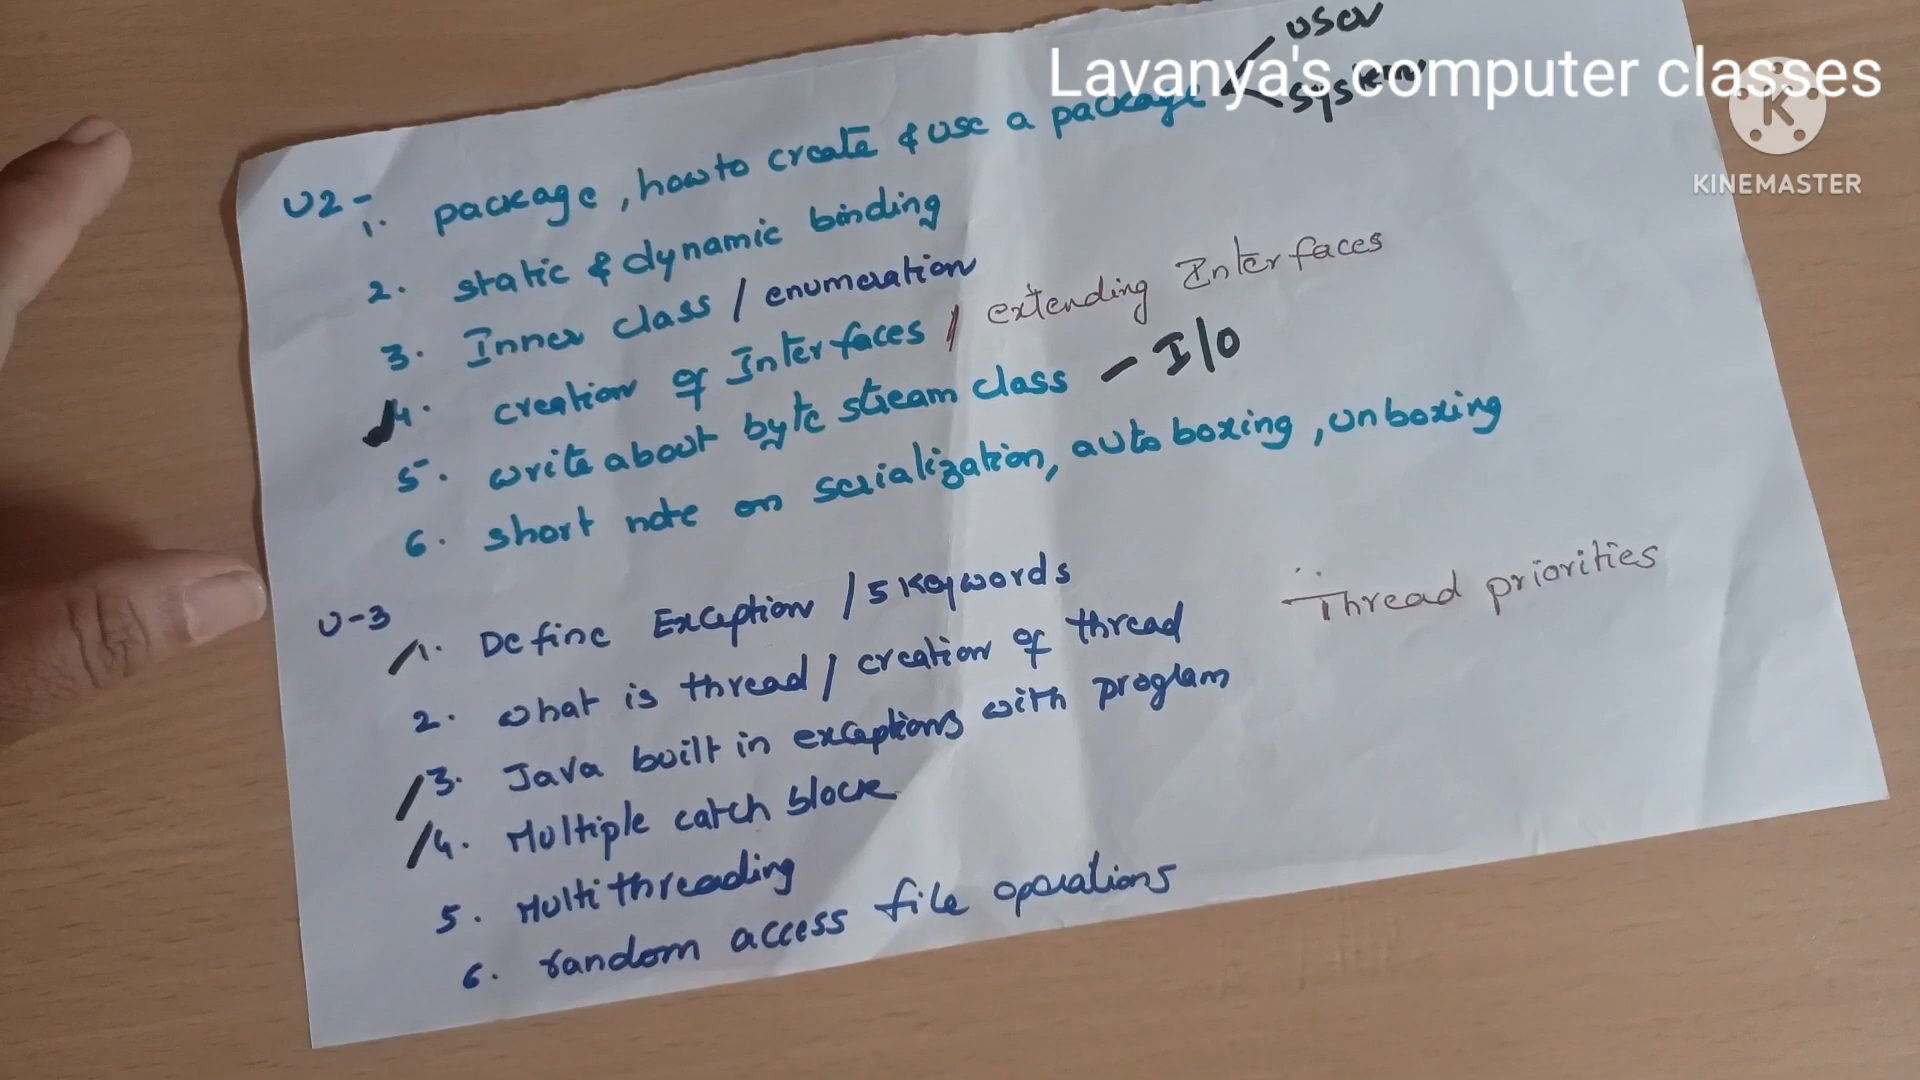 user
Lavanya's computer classes
system
K
KINEMASTER
U2 - 1. package, how to create & use a package
2. static & dynamic binding
3. Inner class / enumeration
4. creation of Interfaces / extending Interfaces
5. write about byte stream class - I/O
6. short note on serialization, auto boxing, unboxing
U-3
1. Define Exception / 5 keywords
Thread priorities
2. what is thread / creation of thread
3. Java built in exceptions with program
4. Multiple catch block
5. Multi threading
6. random access file operations